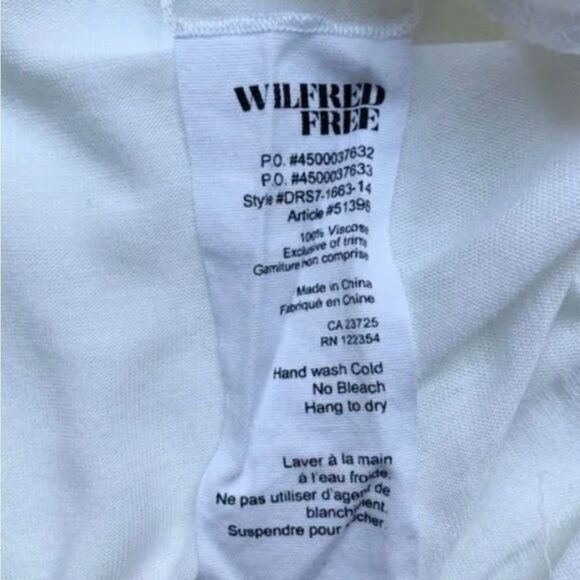 WILFRED
FREE
P.O. #4500037632
P.O. #4500037633
Style #DRS7-1663-14
Article #51396
100% Viscose
Exclusive of trims
Garniture non comprise
Made in China
Fabriqué en Chine
CA 23725
RN 122354
Hand wash Cold
No Bleach
Hang to dry
Laver à la main
à l'eau froide.
Ne pas utiliser d'agent de
blanchiment.
Suspendre pour